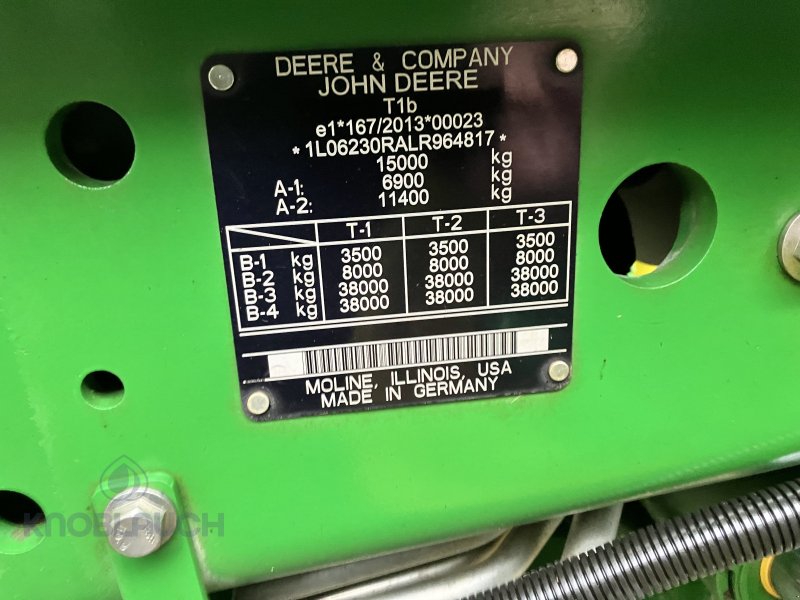 DEERE & COMPANY
JOHN DEERE
T1b
e1*167/2013*00023
*1L06230RALR964817*
15000 kg
A-1: 6900 kg
A-2: 11400 kg
T-1 T-2 T-3
B-1 kg 3500 3500 3500
B-2 kg 8000 8000 8000
B-3 kg 38000 38000 38000
B-4 kg 38000 38000 38000
MOLINE, ILLINOIS, USA
MADE IN GERMANY
KNOBLAUCH